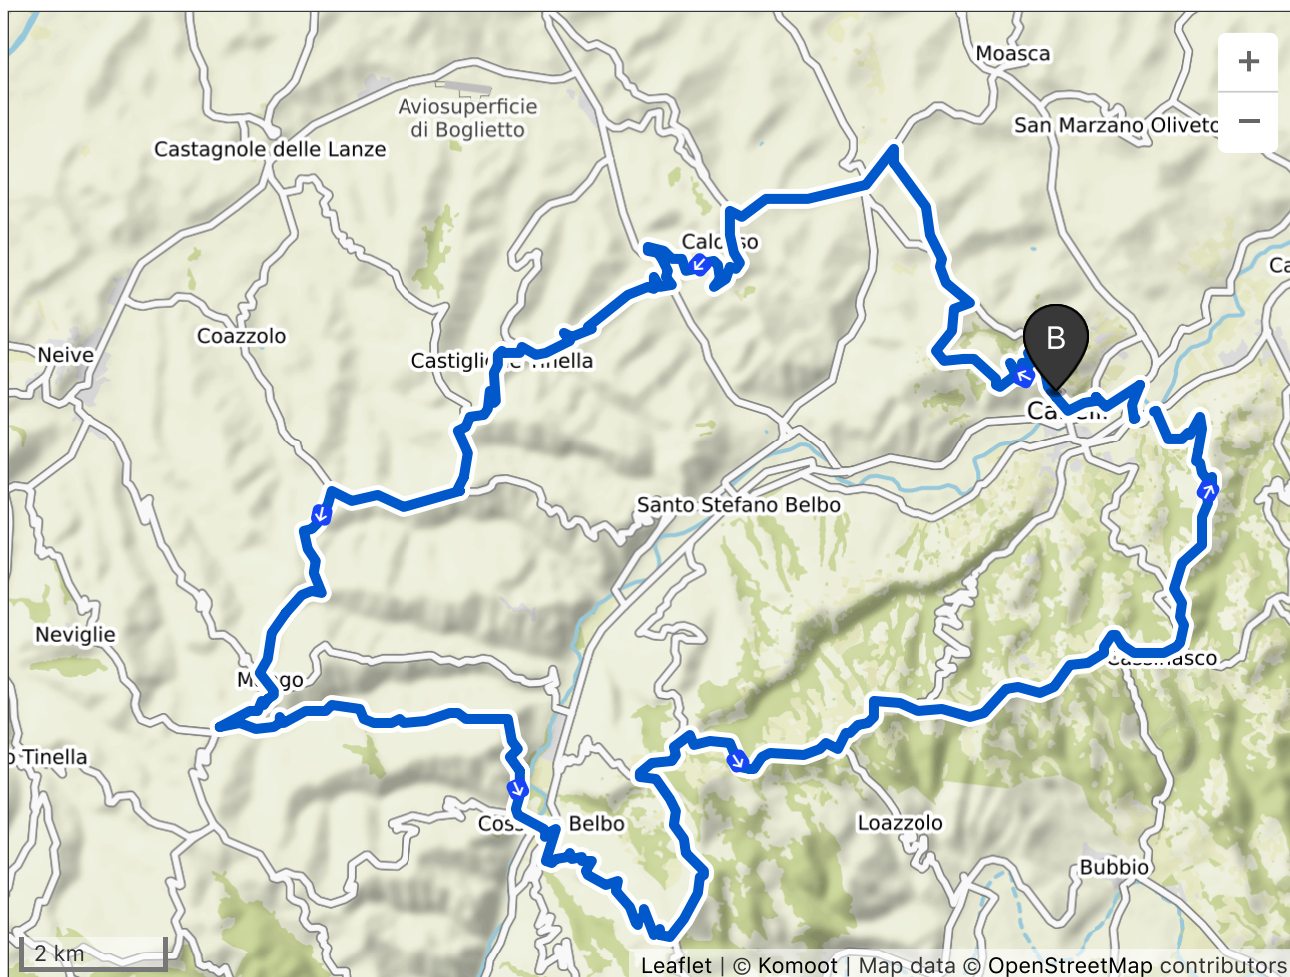 Moasca
+
Aviosuperficie
di Boglietto
−
San Marzano Oliveto
Castagnole delle Lanze
Coazzolo
B
Neive
Santo Stefano Belbo
Neviglie
o Tinella
Belbo
Loazzolo
Bubbio
2 km
Leaflet | © Komoot | Map data © OpenStreetMap contributors